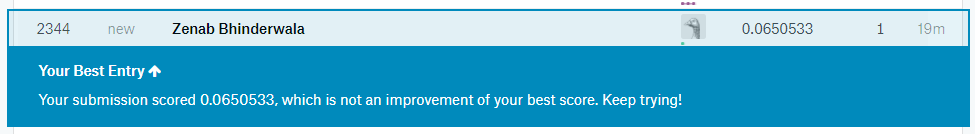 2344 new Zenab Bhinderwala 0.0650533 1 19m
Your Best Entry ↑
Your submission scored 0.0650533, which is not an improvement of your best score. Keep trying!